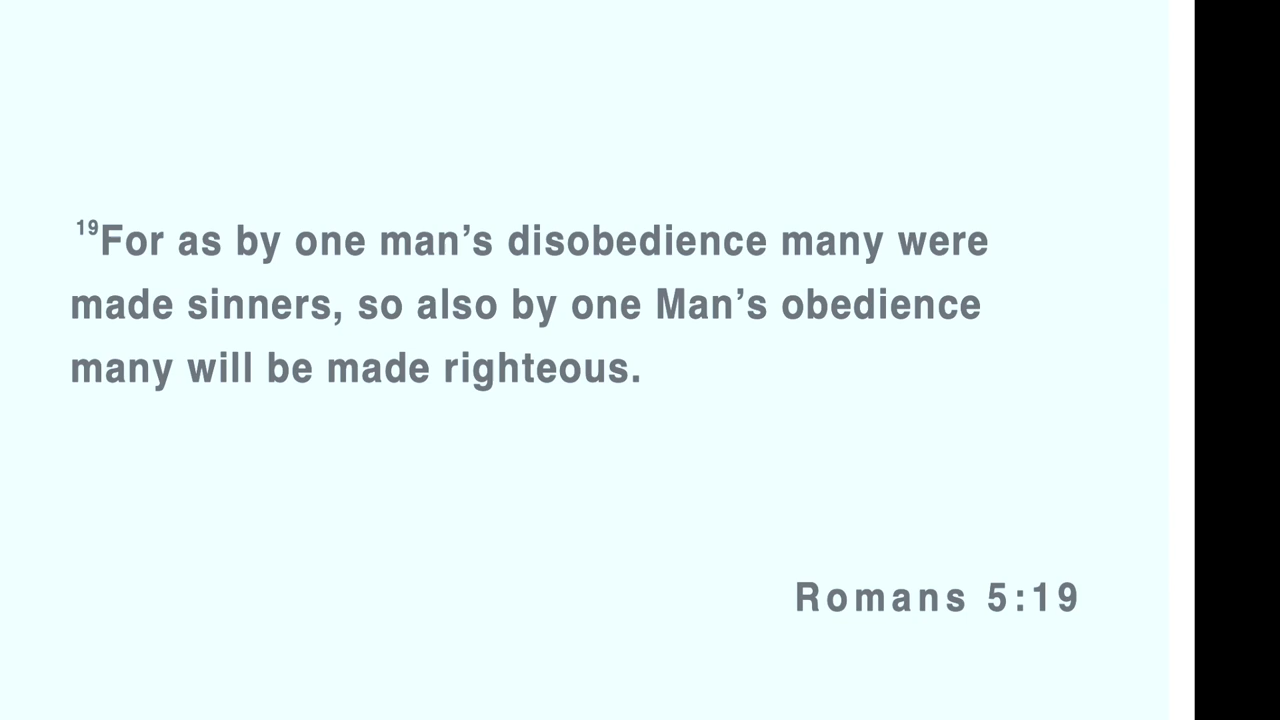 ¹⁹For as by one man’s disobedience many were
made sinners, so also by one Man’s obedience
many will be made righteous.
Romans 5:19